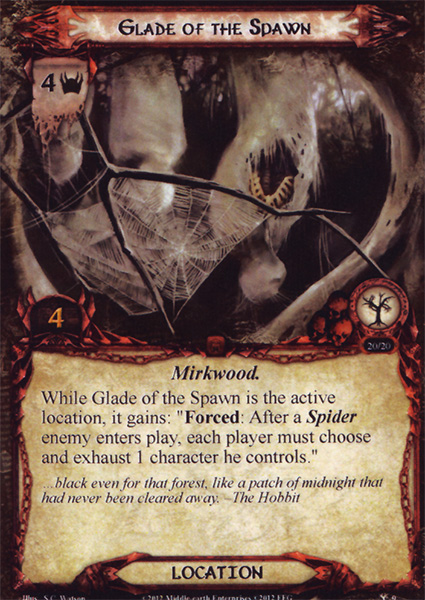 Glade of the Spawn
4
4
20/20
Mirkwood.
While Glade of the Spawn is the active
location, it gains: "Forced: After a Spider
enemy enters play, each player must choose
and exhaust 1 character he controls."
...black even for that forest, like a patch of midnight that
had never been cleared away. –The Hobbit
LOCATION
Illus. S.C. Watson
©2012 Middle-earth Enterprises •2012 FFG